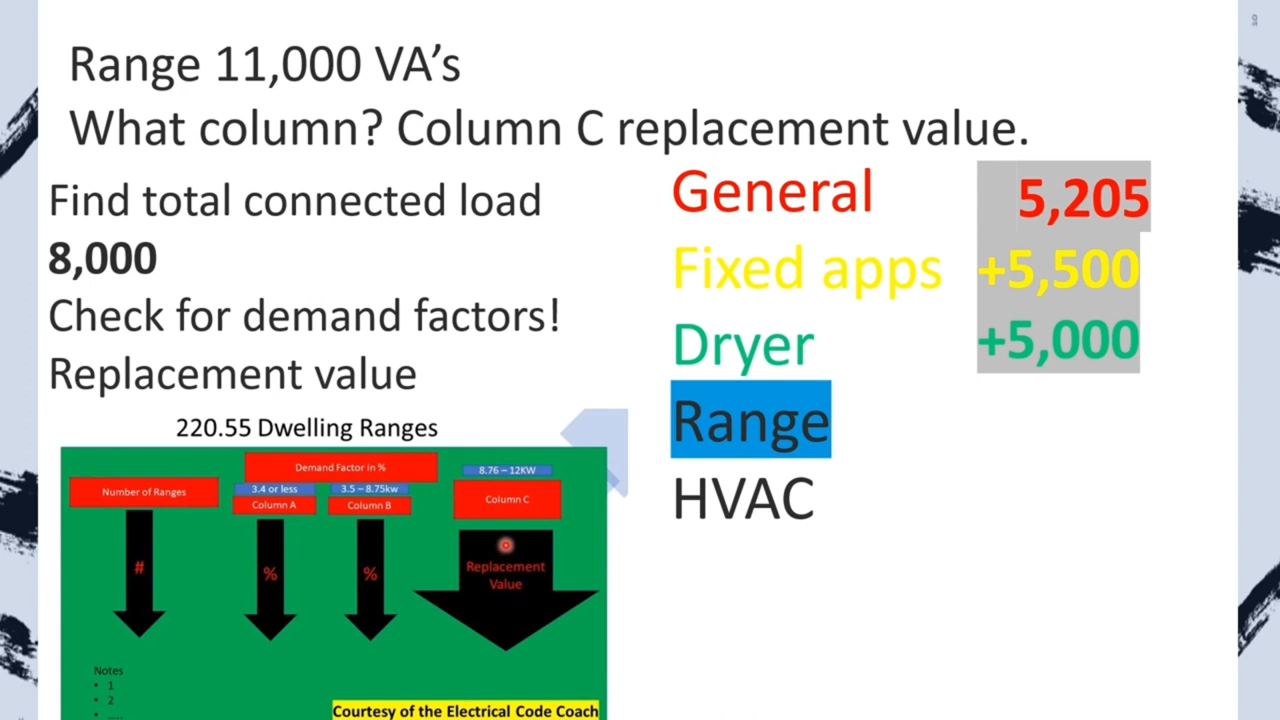 Range 11,000 VA’s
What column? Column C replacement value.
Find total connected load
8,000
Check for demand factors!
Replacement value
General 5,205
Fixed apps +5,500
Dryer +5,000
Range
HVAC
220.55 Dwelling Ranges
Demand Factor in %
8.76 – 12KW
Number of Ranges
3.4 or less
3.5 – 8.75kw
Column A
Column B
Column C
#
%
%
Replacement
Value
Notes
• 1
• 2
Courtesy of the Electrical Code Coach